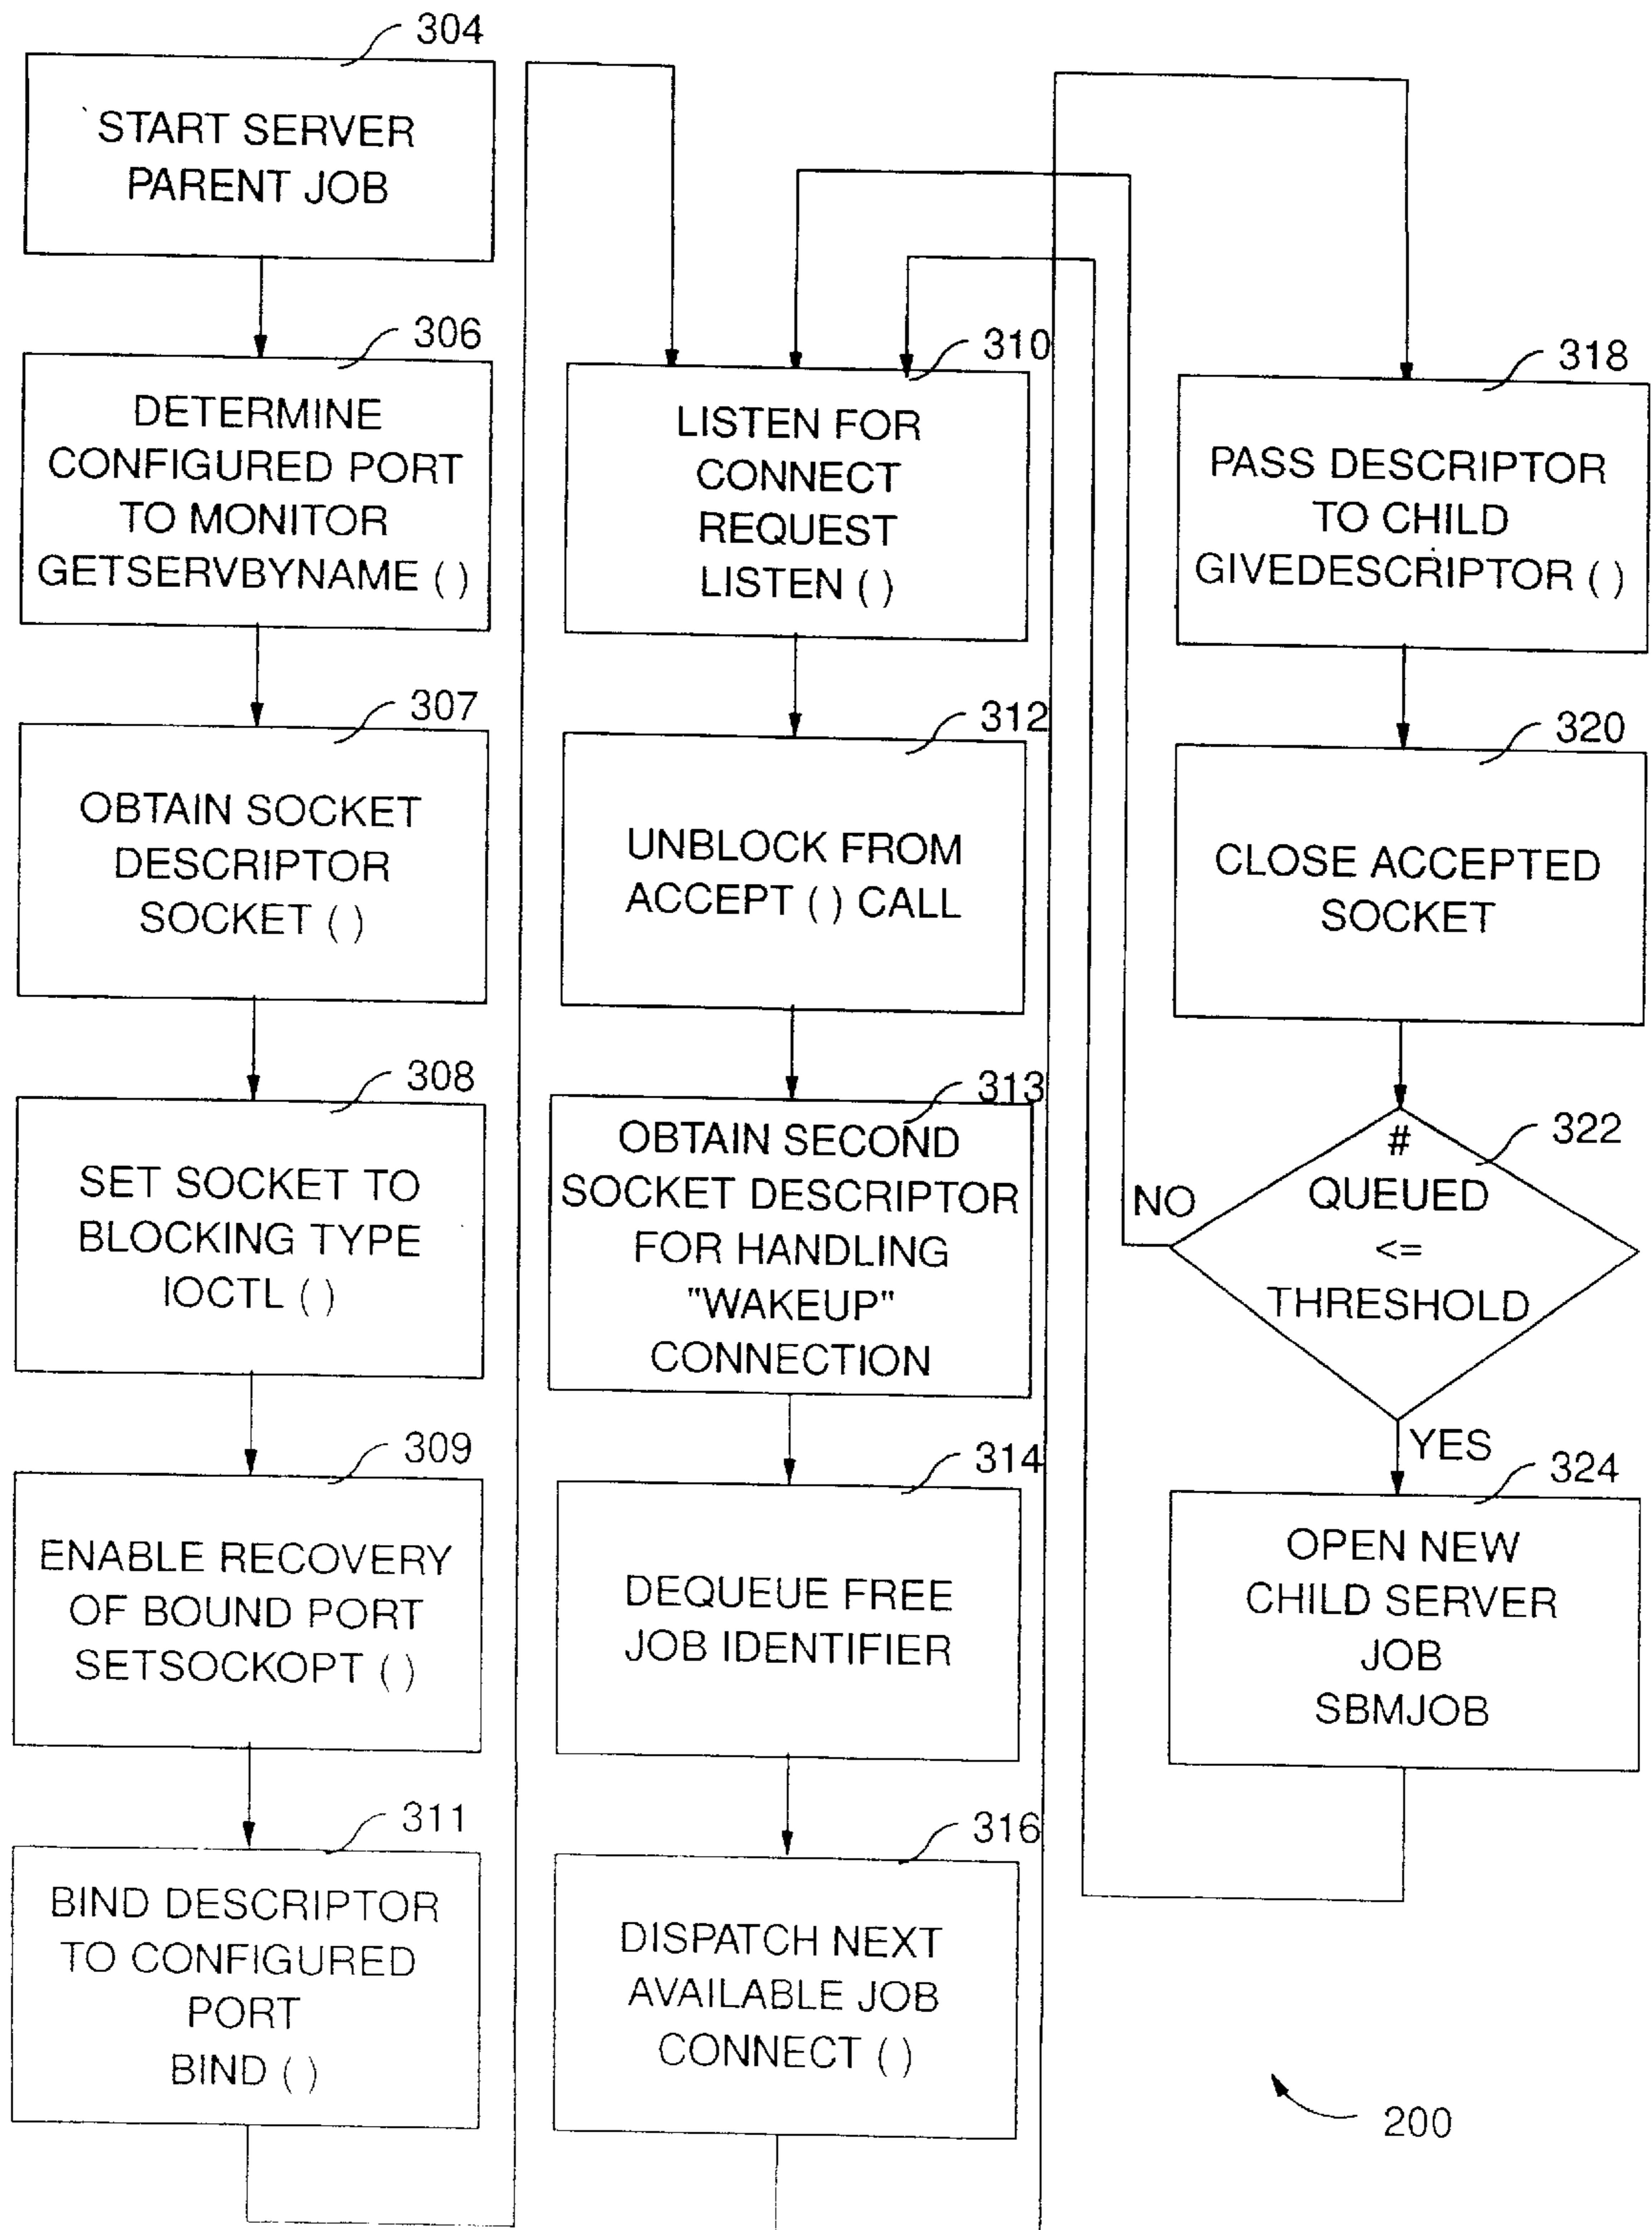 304
START SERVER
PARENT JOB
306
DETERMINE
CONFIGURED PORT
TO MONITOR
GETSERVBYNAME ( )
307
OBTAIN SOCKET
DESCRIPTOR
SOCKET ( )
308
SET SOCKET TO
BLOCKING TYPE
IOCTL ( )
309
ENABLE RECOVERY
OF BOUND PORT
SETSOCKOPT ( )
311
BIND DESCRIPTOR
TO CONFIGURED
PORT
BIND ( )
310
LISTEN FOR
CONNECT
REQUEST
LISTEN ( )
312
UNBLOCK FROM
ACCEPT ( ) CALL
313
OBTAIN SECOND
SOCKET DESCRIPTOR
FOR HANDLING
"WAKEUP"
CONNECTION
314
DEQUEUE FREE
JOB IDENTIFIER
316
DISPATCH NEXT
AVAILABLE JOB
CONNECT ( )
318
PASS DESCRIPTOR
TO CHILD
GIVEDESCRIPTOR ( )
320
CLOSE ACCEPTED
SOCKET
322
#
QUEUED
<=
THRESHOLD
NO
YES
324
OPEN NEW
CHILD SERVER
JOB
SBMJOB
200